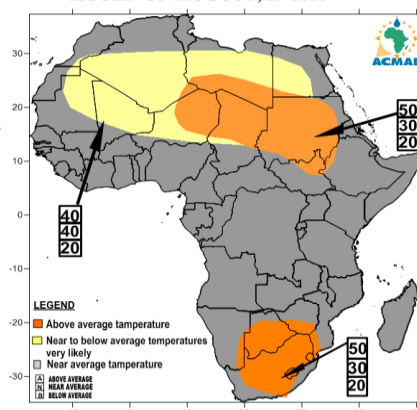 ACMAD
30
20
10
0
-10
-20
-30
50
30
20
40
40
20
50
30
20
LEGEND
Above average tamperature
Near to below average temperatures
very likely
Near average temperature
A ABOVE AVERAGE
N NEAR AVERAGE
B BELOW AVERAGE